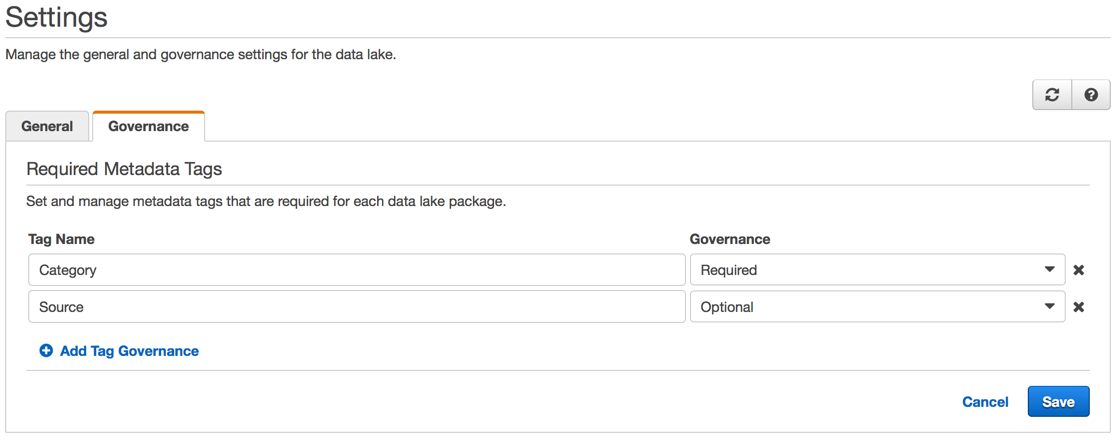 Settings
Manage the general and governance settings for the data lake.
General Governance
Required Metadata Tags
Set and manage metadata tags that are required for each data lake package.
Tag Name Governance
Category Required
Source Optional
Add Tag Governance
Cancel Save